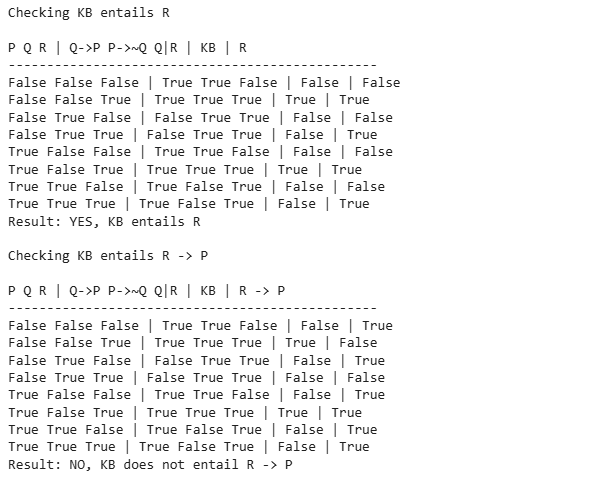 Checking KB entails R
P Q R | Q->P P->~Q Q|R | KB | R
------------------------------------------------
False False False | True True False | False | False
False False True | True True True | True | True
False True False | False True True | False | False
False True True | False True True | False | True
True False False | True True False | False | False
True False True | True True True | True | True
True True False | True False True | False | False
True True True | True False True | False | True
Result: YES, KB entails R
Checking KB entails R -> P
P Q R | Q->P P->~Q Q|R | KB | R -> P
------------------------------------------------
False False False | True True False | False | True
False False True | True True True | True | False
False True False | False True True | False | True
False True True | False True True | False | False
True False False | True True False | False | True
True False True | True True True | True | True
True True False | True False True | False | True
True True True | True False True | False | True
Result: NO, KB does not entail R -> P